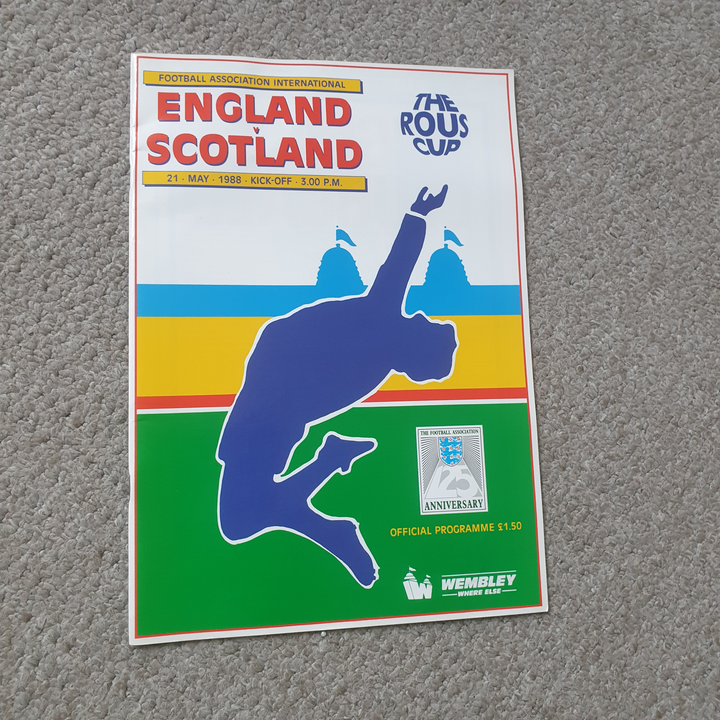 FOOTBALL ASSOCIATION INTERNATIONAL
ENGLAND
v
SCOTLAND
21 · MAY · 1988 · KICK-OFF · 3.00 P.M.
THE
ROUS
CUP
THE FOOTBALL ASSOCIATION
125
ANNIVERSARY
OFFICIAL PROGRAMME £1.50
W
WEMBLEY
WHERE ELSE